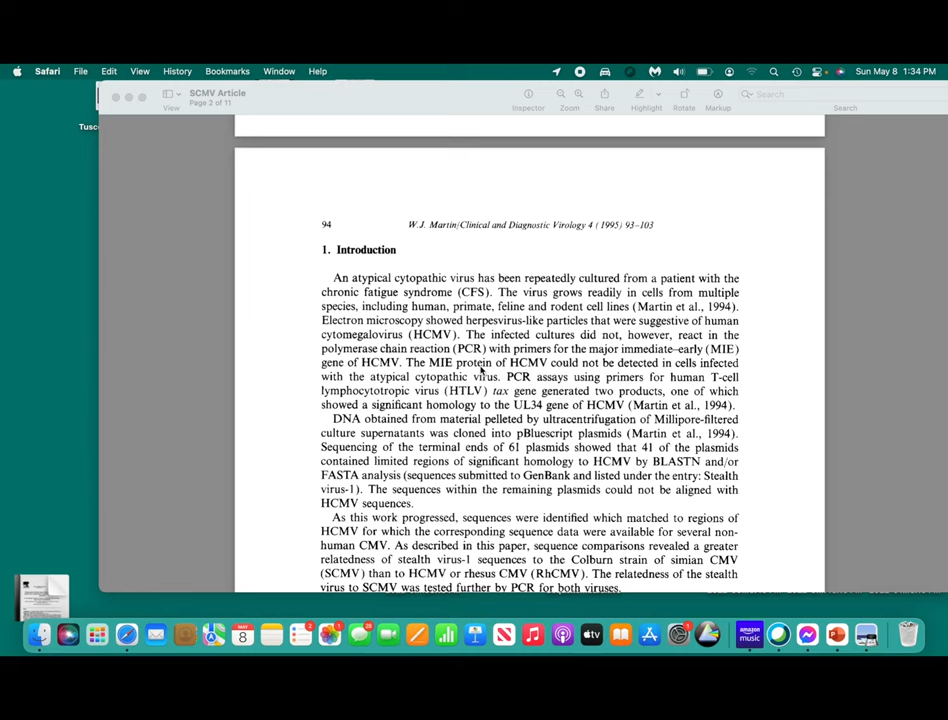 Safari File Edit View History Bookmarks Window Help Sun May 8 1:34 PM
SCMV Article
Page 2 of 11
View Inspector Zoom Share Highlight Rotate Markup Search
Search
94 W.J. Martin/Clinical and Diagnostic Virology 4 (1995) 93–103
1. Introduction
An atypical cytopathic virus has been repeatedly cultured from a patient with the
chronic fatigue syndrome (CFS). The virus grows readily in cells from multiple
species, including human, primate, feline and rodent cell lines (Martin et al., 1994).
Electron microscopy showed herpesvirus-like particles that were suggestive of human
cytomegalovirus (HCMV). The infected cultures did not, however, react in the
polymerase chain reaction (PCR) with primers for the major immediate–early (MIE)
gene of HCMV. The MIE protein of HCMV could not be detected in cells infected
with the atypical cytopathic virus. PCR assays using primers for human T-cell
lymphocytotropic virus (HTLV) tax gene generated two products, one of which
showed a significant homology to the UL34 gene of HCMV (Martin et al., 1994).
DNA obtained from material pelleted by ultracentrifugation of Millipore-filtered
culture supernatants was cloned into pBluescript plasmids (Martin et al., 1994).
Sequencing of the terminal ends of 61 plasmids showed that 41 of the plasmids
contained limited regions of significant homology to HCMV by BLASTN and/or
FASTA analysis (sequences submitted to GenBank and listed under the entry: Stealth
virus-1). The sequences within the remaining plasmids could not be aligned with
HCMV sequences.
As this work progressed, sequences were identified which matched to regions of
HCMV for which the corresponding sequence data were available for several non-
human CMV. As described in this paper, sequence comparisons revealed a greater
relatedness of stealth virus-1 sequences to the Colburn strain of simian CMV
(SCMV) than to HCMV or rhesus CMV (RhCMV). The relatedness of the stealth
virus to SCMV was tested further by PCR for both viruses.
Tusc
MAY
8
2
1
28
1
tv
amazon
music